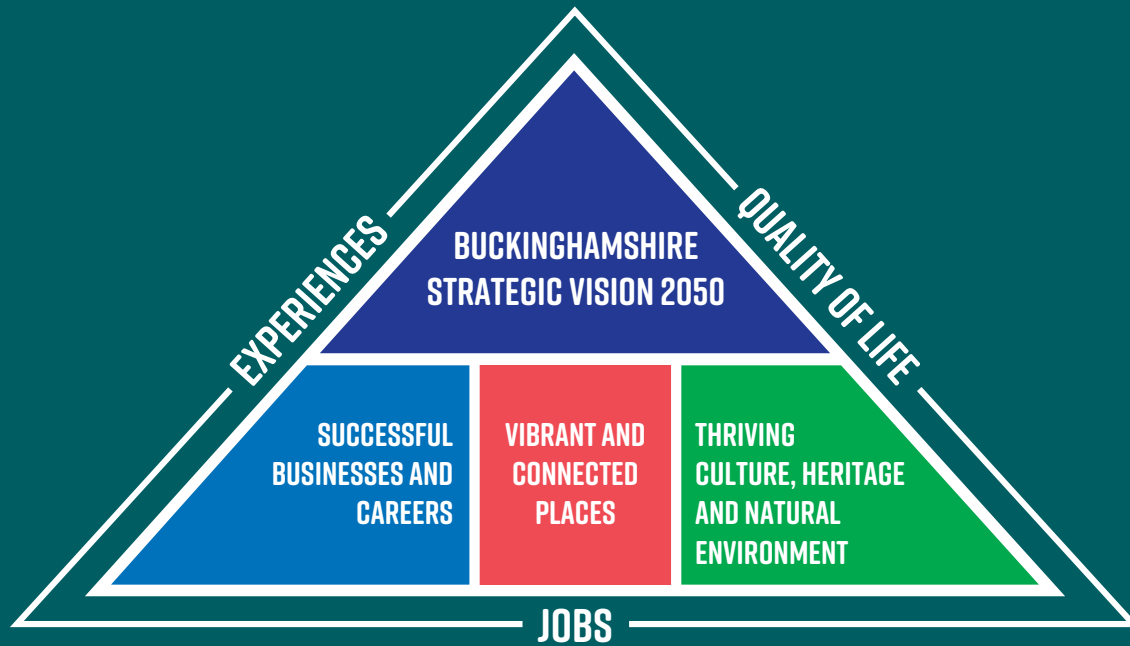 EXPERIENCES
QUALITY OF LIFE
BUCKINGHAMSHIRE
STRATEGIC VISION 2050
SUCCESSFUL
BUSINESSES AND
CAREERS
VIBRANT AND
CONNECTED
PLACES
THRIVING
CULTURE, HERITAGE
AND NATURAL
ENVIRONMENT
JOBS